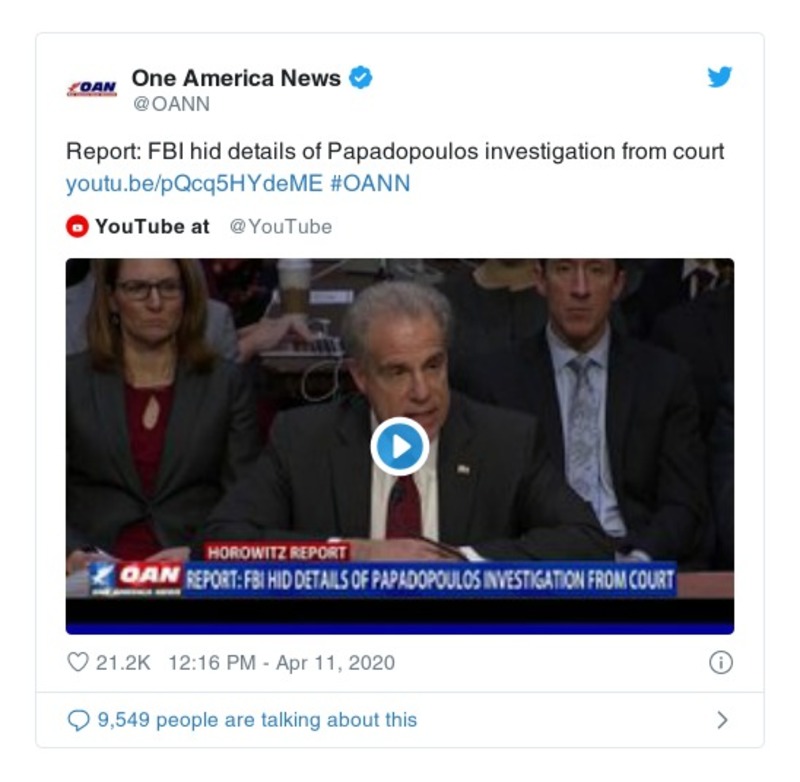 OAN
One America News
@OANN
Report: FBI hid details of Papadopoulos investigation from court
youtu.be/pQcq5HYdeME #OANN
YouTube at @YouTube
HOROWITZ REPORT
OAN REPORT: FBI HID DETAILS OF PAPADOPOULOS INVESTIGATION FROM COURT
ONE AMERICA NEWS
21.2K 12:16 PM - Apr 11, 2020
9,549 people are talking about this